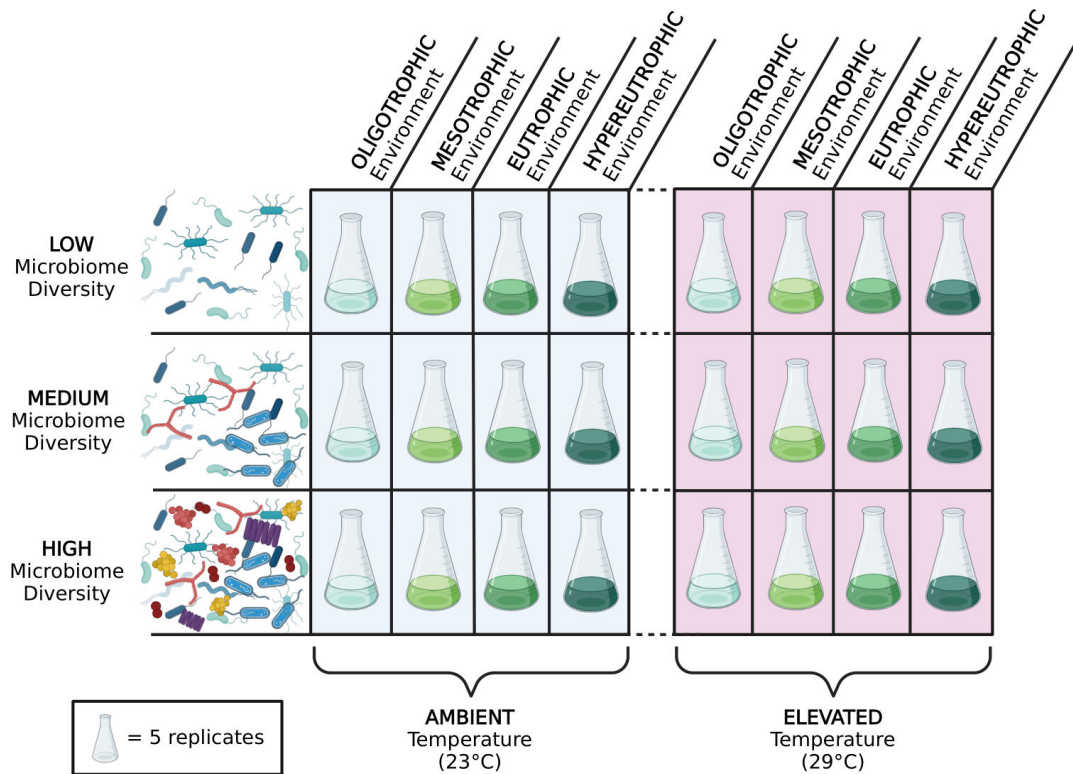 OLIGOTROPHIC
Environment
MESOTROPHIC
Environment
EUTROPHIC
Environment
HYPEREUTROPHIC
Environment
OLIGOTROPHIC
Environment
MESOTROPHIC
Environment
EUTROPHIC
Environment
HYPEREUTROPHIC
Environment
LOW
Microbiome
Diversity
MEDIUM
Microbiome
Diversity
HIGH
Microbiome
Diversity
AMBIENT
Temperature
(23°C)
ELEVATED
Temperature
(29°C)
= 5 replicates